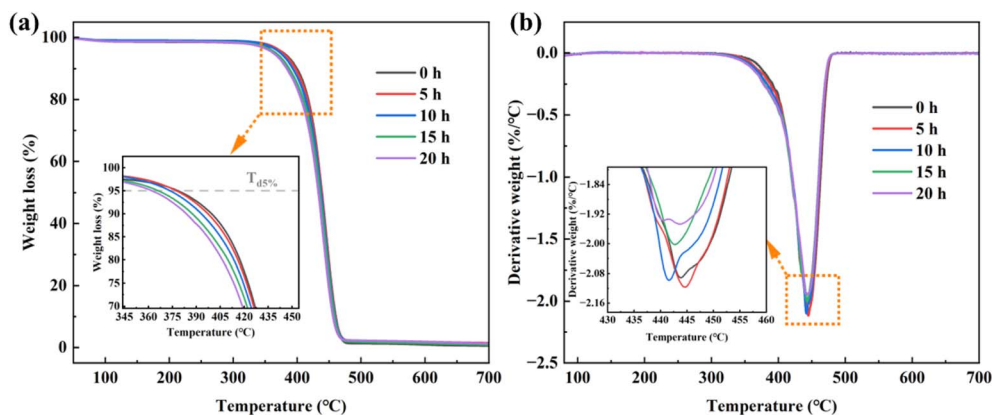 (a)
100
80
60
40
20
0
Weight loss (%)
100
200
300
400
500
600
700
Temperature (℃)
0 h
5 h
10 h
15 h
20 h
T d5%
100
95
90
85
80
75
70
Weight loss (%)
345
360
375
390
405
420
435
450
Temperature (℃)
(b)
0.0
−0.5
−1.0
−1.5
−2.0
−2.5
Derivative weight (%/℃)
100
200
300
400
500
600
700
Temperature (℃)
0 h
5 h
10 h
15 h
20 h
−1.84
−1.92
−2.00
−2.08
−2.16
Derivative weight (%/℃)
430
435
440
445
450
455
460
Temperature (℃)